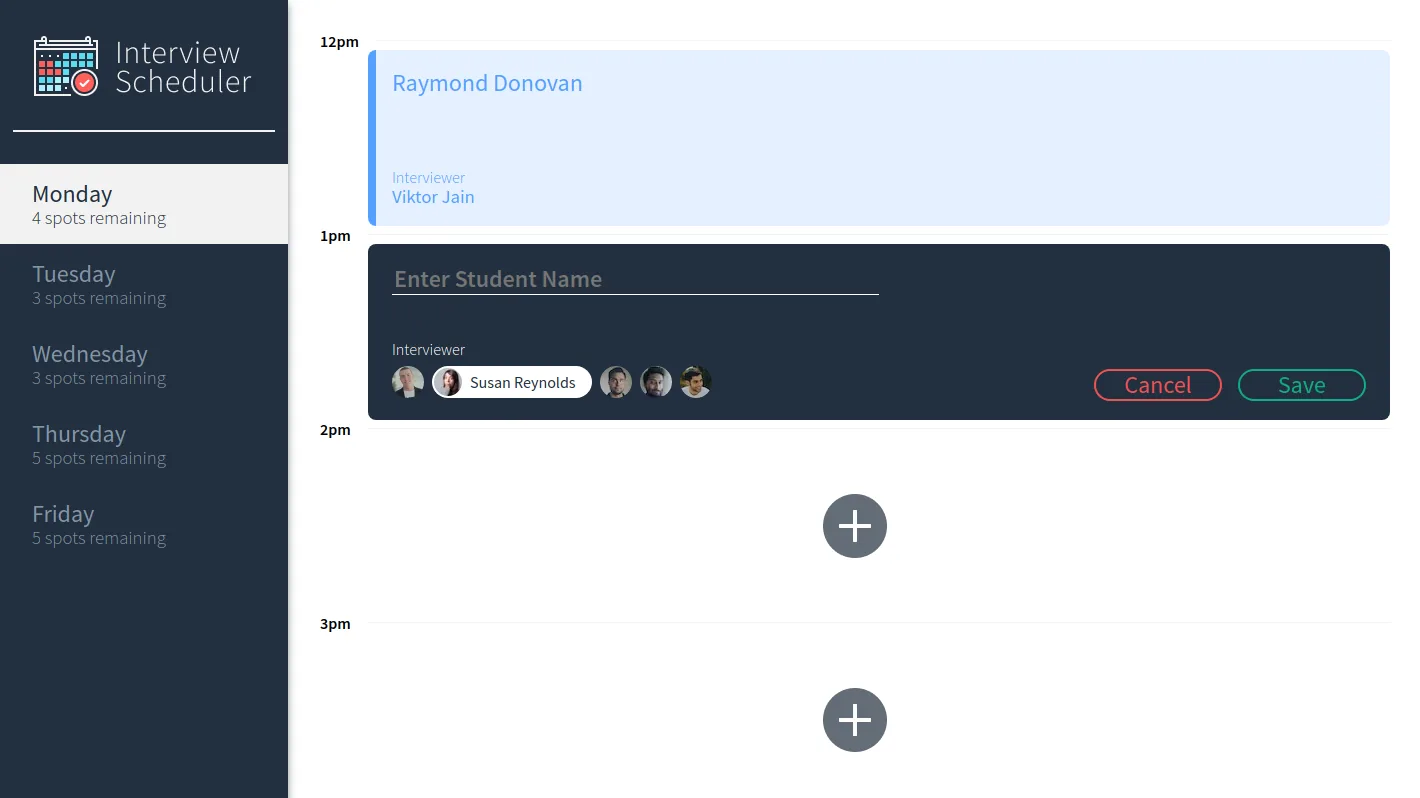 Interview
Scheduler
Monday
4 spots remaining
Tuesday
3 spots remaining
Wednesday
3 spots remaining
Thursday
5 spots remaining
Friday
5 spots remaining
12pm
Raymond Donovan
Interviewer
Viktor Jain
1pm
Enter Student Name
Interviewer
Susan Reynolds
Cancel
Save
2pm
3pm